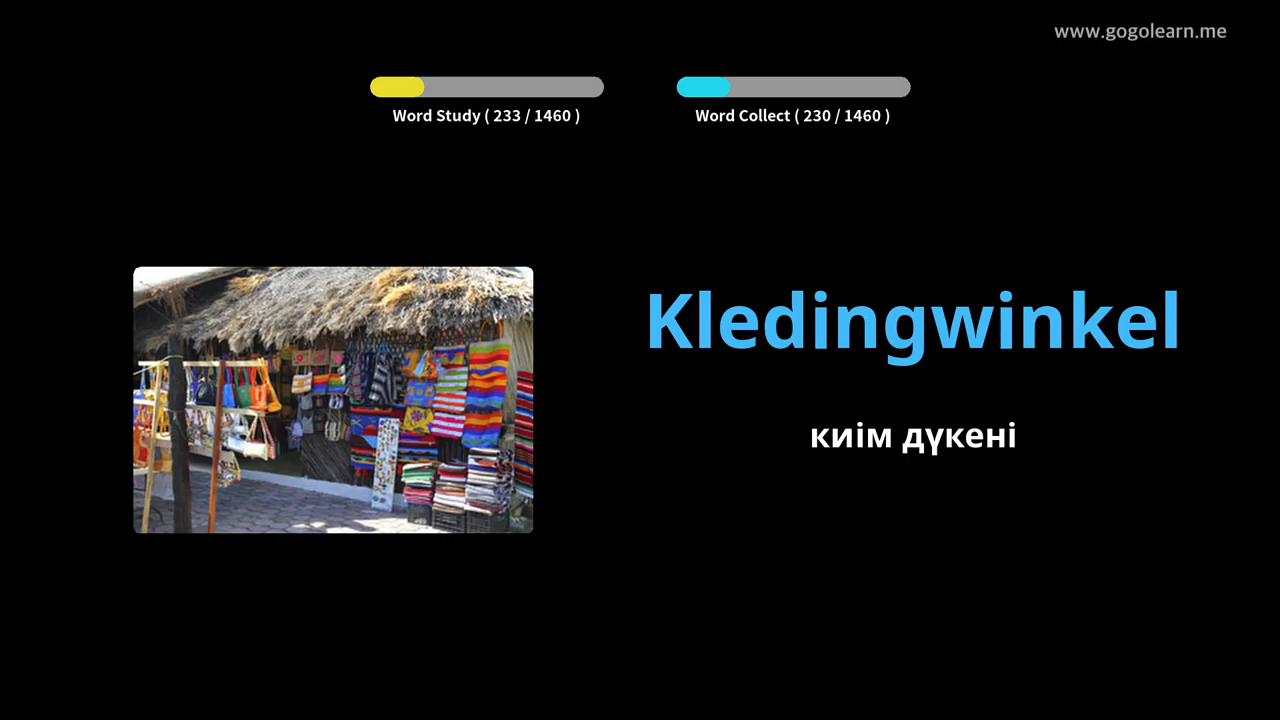 www.gogolearn.me
Word Study ( 233 / 1460 )
Word Collect ( 230 / 1460 )
Kledingwinkel
киім дүкені